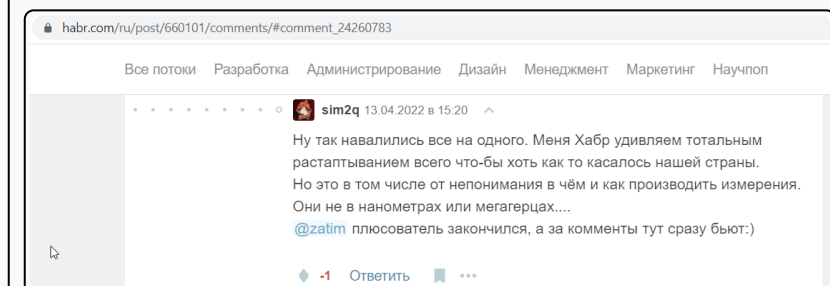 habr.com/ru/post/660101/comments/#comment_24260783
Все потоки Разработка Администрирование Дизайн Менеджмент Маркетинг Научпоп
sim2q 13.04.2022 в 15:20
Ну так навалились все на одного. Меня Хабр удивляем тотальным
растаптыванием всего что-бы хоть как то касалось нашей страны.
Но это в том числе от непонимания в чём и как производить измерения.
Они не в нанометрах или мегагерцах....
@zatim плюсователь закончился, а за комменты тут сразу бьют:)
-1 Ответить